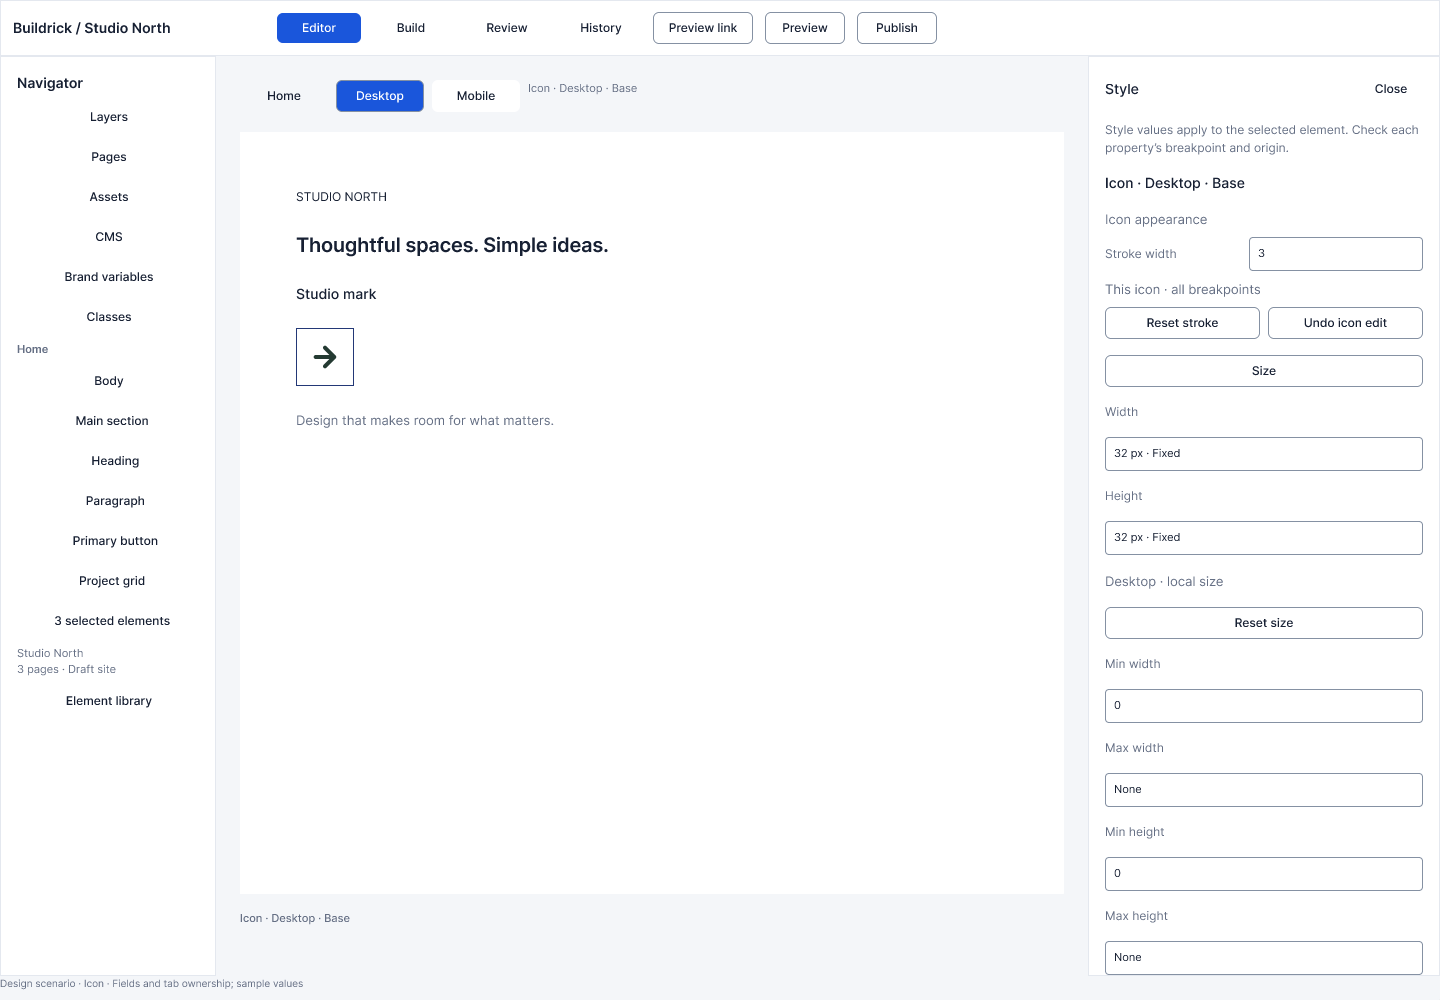 Buildrick / Studio North
Editor
Build
Review
History
Preview link
Preview
Publish
Navigator
Layers
Pages
Assets
CMS
Brand variables
Classes
Home
Body
Main section
Heading
Paragraph
Primary button
Project grid
3 selected elements
Studio North
3 pages · Draft site
Element library
Home
Desktop
Mobile
Icon · Desktop · Base
STUDIO NORTH
Thoughtful spaces. Simple ideas.
Studio mark
Design that makes room for what matters.
Icon · Desktop · Base
Style
Close
Style values apply to the selected element. Check each
property’s breakpoint and origin.
Icon · Desktop · Base
Icon appearance
Stroke width
3
This icon · all breakpoints
Reset stroke
Undo icon edit
Size
Width
32 px · Fixed
Height
32 px · Fixed
Desktop · local size
Reset size
Min width
0
Max width
None
Min height
0
Max height
None
Design scenario · Icon · Fields and tab ownership; sample values